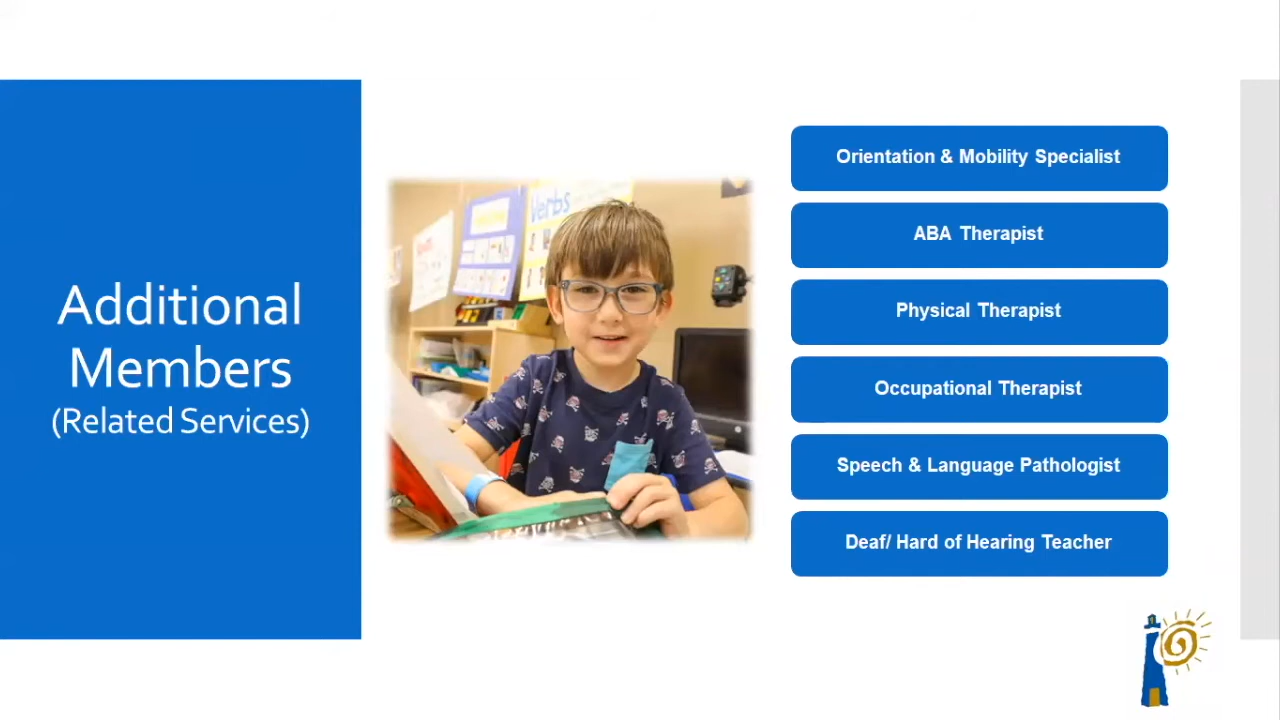 Additional
Members
(Related Services)
Verbs
Orientation & Mobility Specialist
ABA Therapist
Physical Therapist
Occupational Therapist
Speech & Language Pathologist
Deaf/ Hard of Hearing Teacher